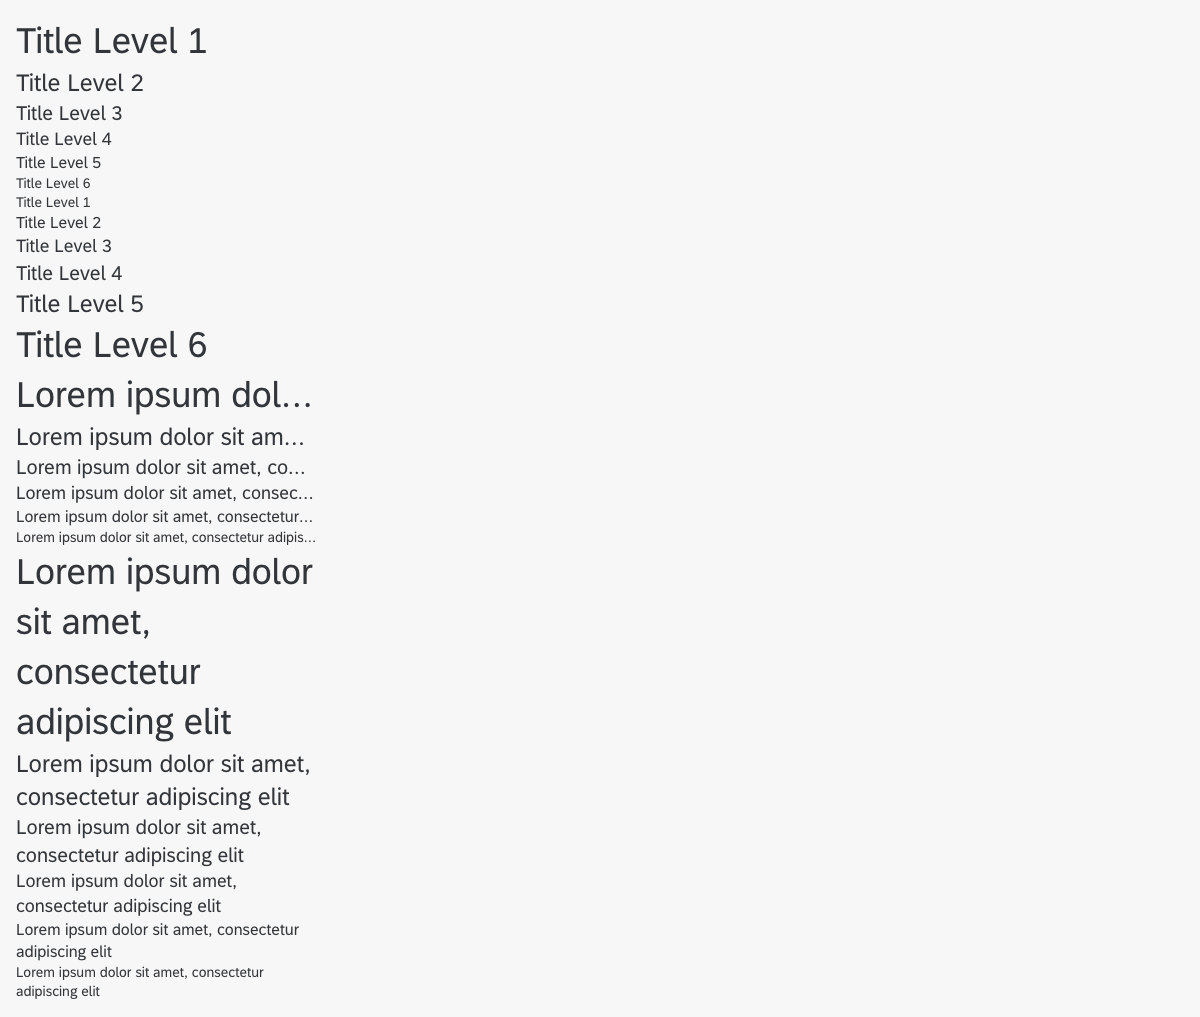 Title Level 1
Title Level 2
Title Level 3
Title Level 4
Title Level 5
Title Level 6
Title Level 1
Title Level 2
Title Level 3
Title Level 4
Title Level 5
Title Level 6
Lorem ipsum dol...
Lorem ipsum dolor sit am...
Lorem ipsum dolor sit amet, co...
Lorem ipsum dolor sit amet, consec...
Lorem ipsum dolor sit amet, consectetur...
Lorem ipsum dolor sit amet, consectetur adipis...
Lorem ipsum dolor
sit amet,
consectetur
adipiscing elit
Lorem ipsum dolor sit amet,
consectetur adipiscing elit
Lorem ipsum dolor sit amet,
consectetur adipiscing elit
Lorem ipsum dolor sit amet,
consectetur adipiscing elit
Lorem ipsum dolor sit amet, consectetur
adipiscing elit
Lorem ipsum dolor sit amet, consectetur
adipiscing elit